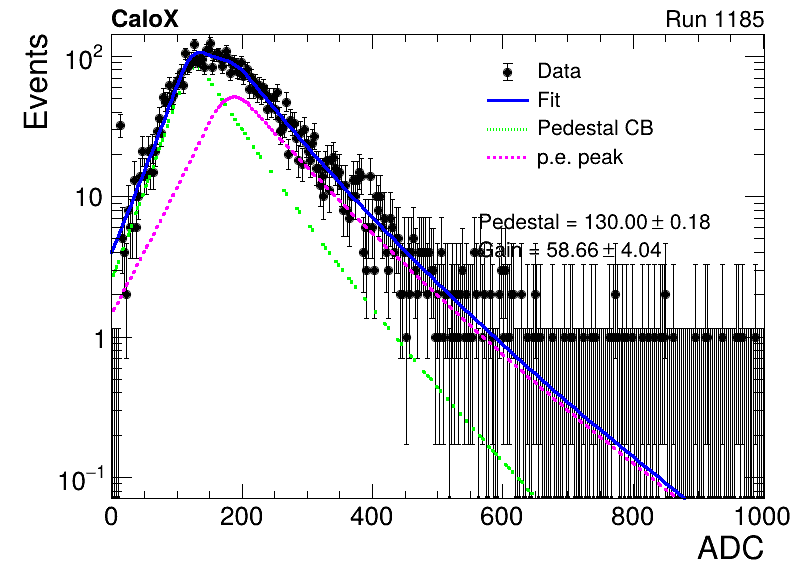 CaloX Run 1185
Events
Data
Fit
Pedestal CB
p.e. peak
Pedestal = 130.00 ± 0.18
Gain = 58.66 ± 4.04
10²
10
1
10⁻¹
0 200 400 600 800 1000
ADC